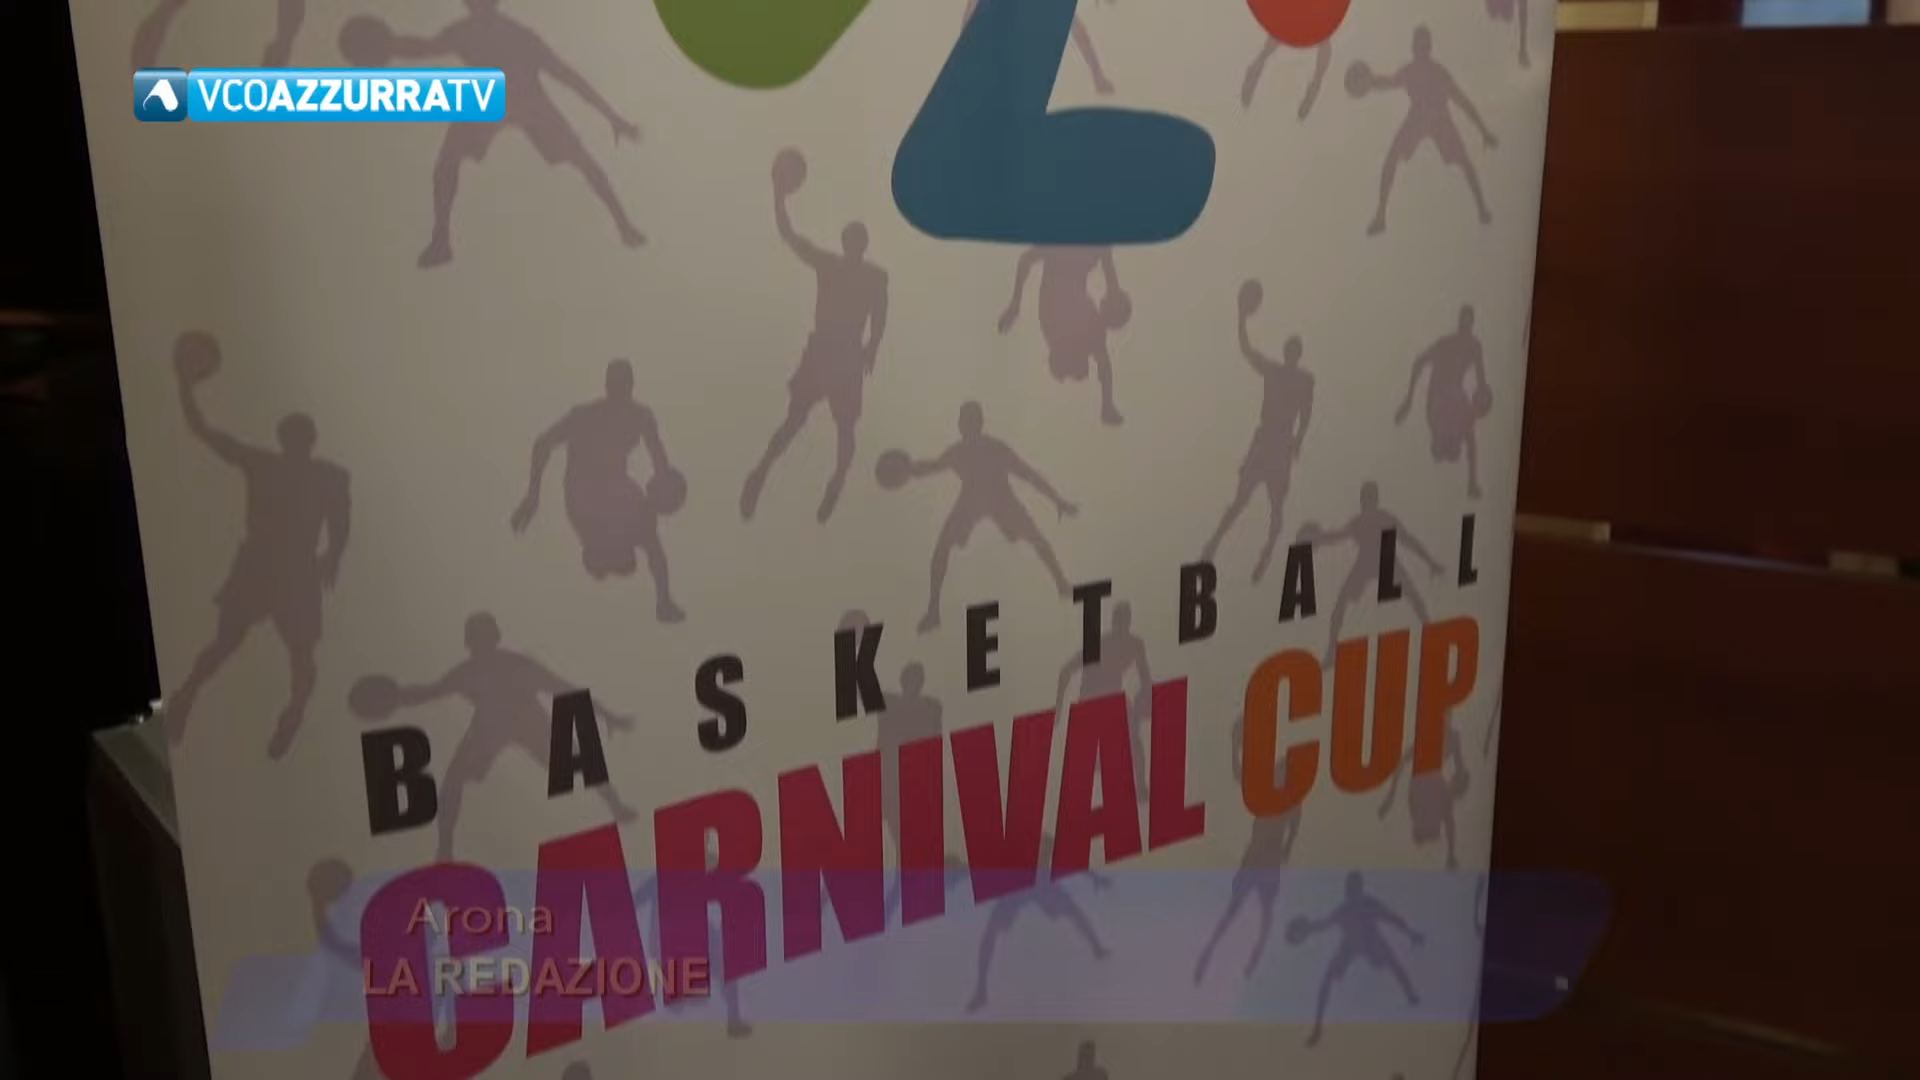 VCOAZZURRATV
BASKETBALL
CARNIVAL CUP
Arona
LA REDAZIONE